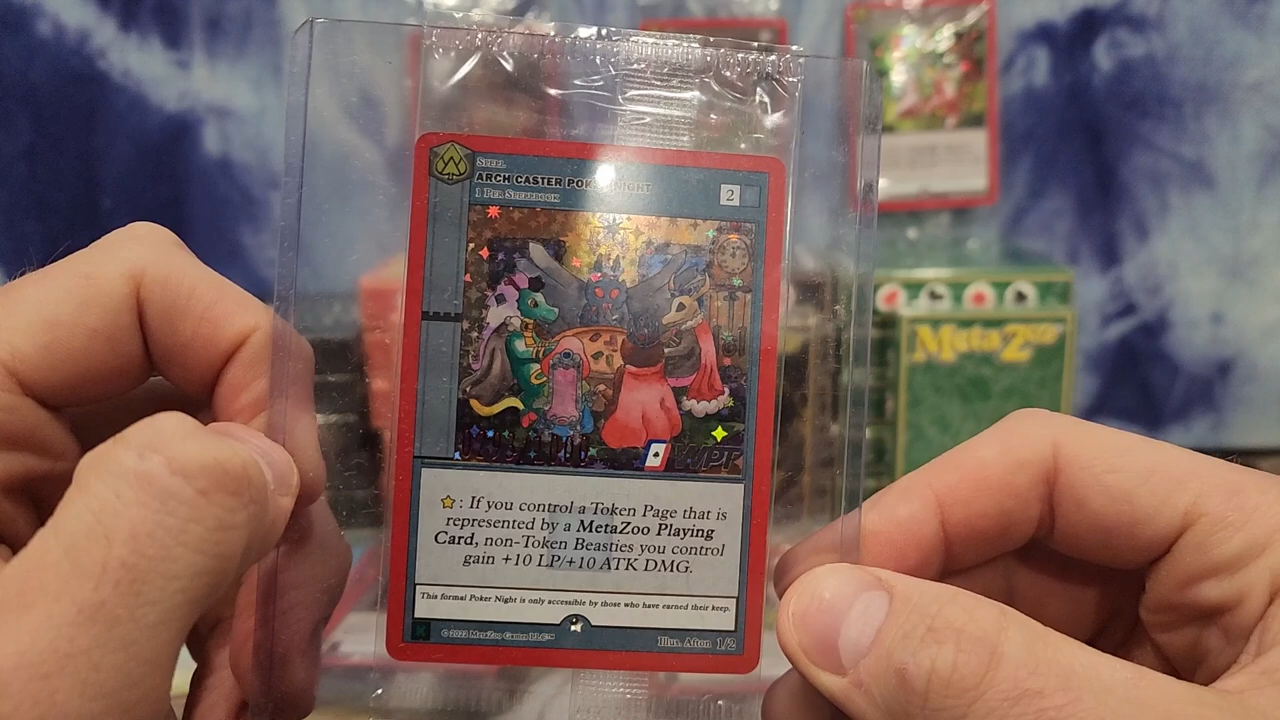 SPELL
ARCH CASTER POKER NIGHT
1 PER SPELLBOOK
2
WPT
: If you control a Token Page that is
represented by a MetaZoo Playing
Card, non-Token Beasties you control
gain +10 LP/+10 ATK DMG.
This formal Poker Night is only accessible by those who have earned their keep.
© 2022 MetaZoo Games LLC™
Illus. Afton 1/2
MetaZoo